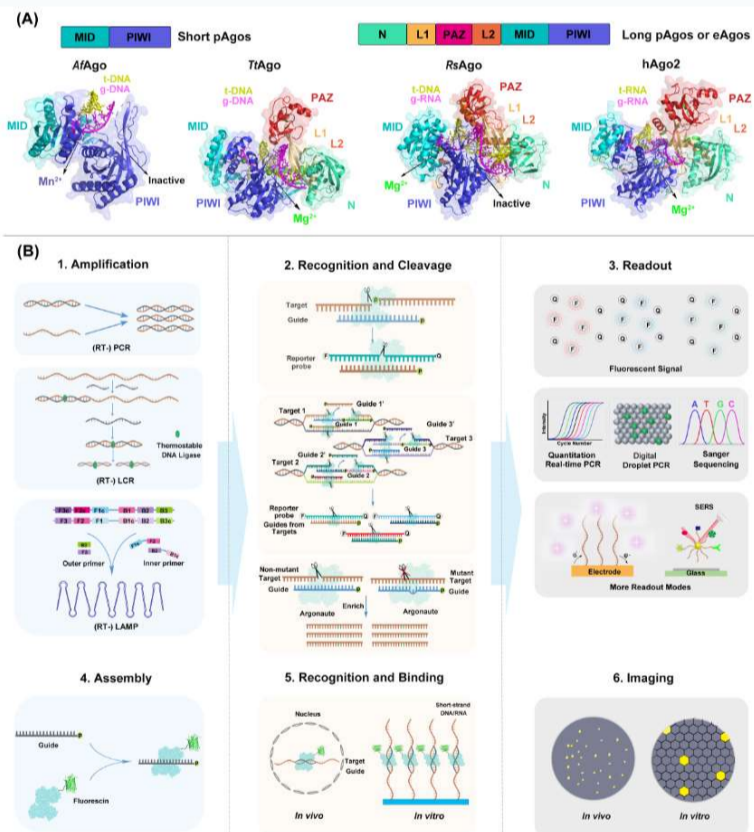 (A)
MID PIWI Short pAgos
N L1 PAZ L2 MID PIWI Long pAgos or eAgos
AfAgo TtAgo RsAgo hAgo2
t-DNA
g-DNA
MID
Mn2+
Inactive
PIWI
t-DNA
g-DNA
PAZ
MID
L1
L2
PIWI
N
Mg2+
PAZ
t-DNA
g-RNA
L1
L2
MID
Mg2+
PIWI
Inactive
N
t-RNA
g-RNA
PAZ
MID
L1
L2
PIWI
Mg2+
N
(B)
1. Amplification
(RT-) PCR
Thermostable
DNA Ligase
(RT-) LCR
F3c F2c F1c B1 B2 B3
F3 F2 F1 B1c B2c B3c
Outer primer Inner primer
(RT-) LAMP
2. Recognition and Cleavage
Target
Guide
Reporter
probe
F Q
Guide 1'
Target 1
Guide 1
Guide 3'
Target 3
Guide 3
Guide 2'
Target 2
Guide 2
Reporter
probe
Guides from
Targets
F Q F Q
F Q
Non-mutant
Target
Mutant
Target
Guide Guide
Argonaute Enrich Argonaute
3. Readout
Fluorescent Signal
Intensity
Cycle Number
Quantitation
Real-time PCR
Digital
Droplet PCR
A T G C
Sanger
Sequencing
Electrode
SERS
Glass
More Readout Modes
4. Assembly
Guide
Fluorescin
5. Recognition and Binding
Nucleus
Target
Guide
In vivo
Short-strand
DNA/RNA
In vitro
6. Imaging
In vivo In vitro